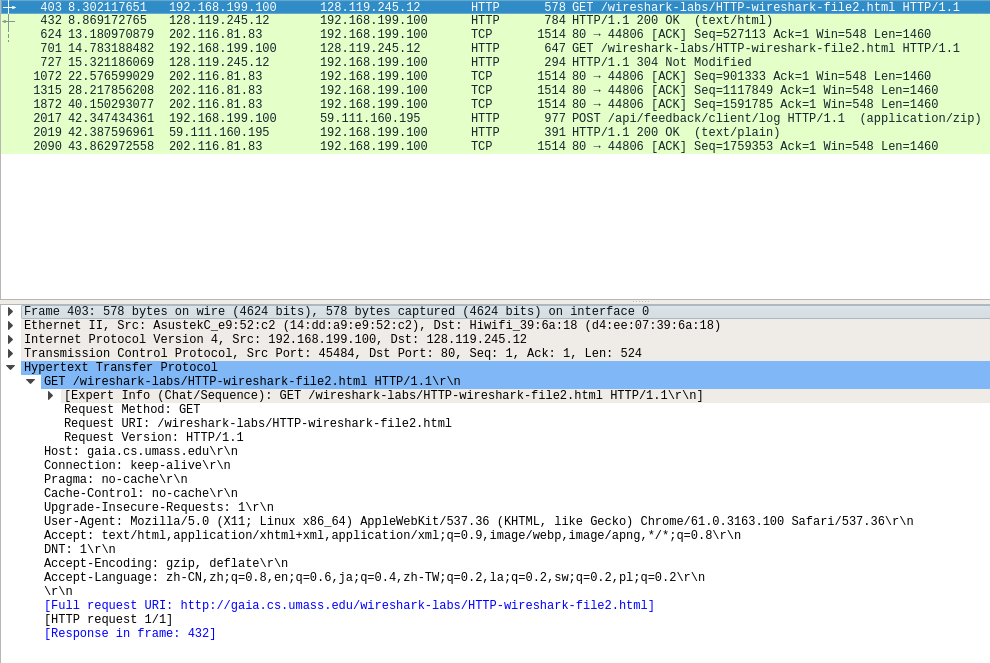 403 8.302117651 192.168.199.100 128.119.245.12 HTTP 578 GET /wireshark-labs/HTTP-wireshark-file2.html HTTP/1.1
432 8.869172765 128.119.245.12 192.168.199.100 HTTP 784 HTTP/1.1 200 OK (text/html)
624 13.180970879 202.116.81.83 192.168.199.100 TCP 1514 80 → 44806 [ACK] Seq=527113 Ack=1 Win=548 Len=1460
701 14.783188482 192.168.199.100 128.119.245.12 HTTP 647 GET /wireshark-labs/HTTP-wireshark-file2.html HTTP/1.1
727 15.321186069 128.119.245.12 192.168.199.100 HTTP 294 HTTP/1.1 304 Not Modified
1072 22.576599029 202.116.81.83 192.168.199.100 TCP 1514 80 → 44806 [ACK] Seq=901333 Ack=1 Win=548 Len=1460
1315 28.217856208 202.116.81.83 192.168.199.100 TCP 1514 80 → 44806 [ACK] Seq=1117849 Ack=1 Win=548 Len=1460
1872 40.150293077 202.116.81.83 192.168.199.100 TCP 1514 80 → 44806 [ACK] Seq=1591785 Ack=1 Win=548 Len=1460
2017 42.347434361 192.168.199.100 59.111.160.195 HTTP 977 POST /api/feedback/client/log HTTP/1.1 (application/zip)
2019 42.387596961 59.111.160.195 192.168.199.100 HTTP 391 HTTP/1.1 200 OK (text/plain)
2090 43.862972558 202.116.81.83 192.168.199.100 TCP 1514 80 → 44806 [ACK] Seq=1759353 Ack=1 Win=548 Len=1460
Frame 403: 578 bytes on wire (4624 bits), 578 bytes captured (4624 bits) on interface 0
Ethernet II, Src: AsustekC_e9:52:c2 (14:dd:a9:e9:52:c2), Dst: Hiwifi_39:6a:18 (d4:ee:07:39:6a:18)
Internet Protocol Version 4, Src: 192.168.199.100, Dst: 128.119.245.12
Transmission Control Protocol, Src Port: 45484, Dst Port: 80, Seq: 1, Ack: 1, Len: 524
Hypertext Transfer Protocol
GET /wireshark-labs/HTTP-wireshark-file2.html HTTP/1.1\r\n
[Expert Info (Chat/Sequence): GET /wireshark-labs/HTTP-wireshark-file2.html HTTP/1.1\r\n]
Request Method: GET
Request URI: /wireshark-labs/HTTP-wireshark-file2.html
Request Version: HTTP/1.1
Host: gaia.cs.umass.edu\r\n
Connection: keep-alive\r\n
Pragma: no-cache\r\n
Cache-Control: no-cache\r\n
Upgrade-Insecure-Requests: 1\r\n
User-Agent: Mozilla/5.0 (X11; Linux x86_64) AppleWebKit/537.36 (KHTML, like Gecko) Chrome/61.0.3163.100 Safari/537.36\r\n
Accept: text/html,application/xhtml+xml,application/xml;q=0.9,image/webp,image/apng,*/*;q=0.8\r\n
DNT: 1\r\n
Accept-Encoding: gzip, deflate\r\n
Accept-Language: zh-CN,zh;q=0.8,en;q=0.6,ja;q=0.4,zh-TW;q=0.2,la;q=0.2,sw;q=0.2,pl;q=0.2\r\n
\r\n
[Full request URI: http://gaia.cs.umass.edu/wireshark-labs/HTTP-wireshark-file2.html]
[HTTP request 1/1]
[Response in frame: 432]